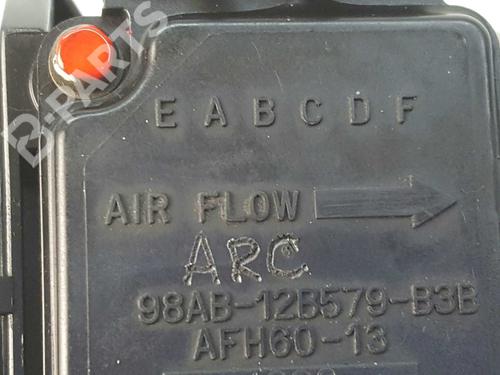 B-PARTS
E A B C D F
AIR FLOW
ARC
98AB-12B579-B3B
AFH60-13